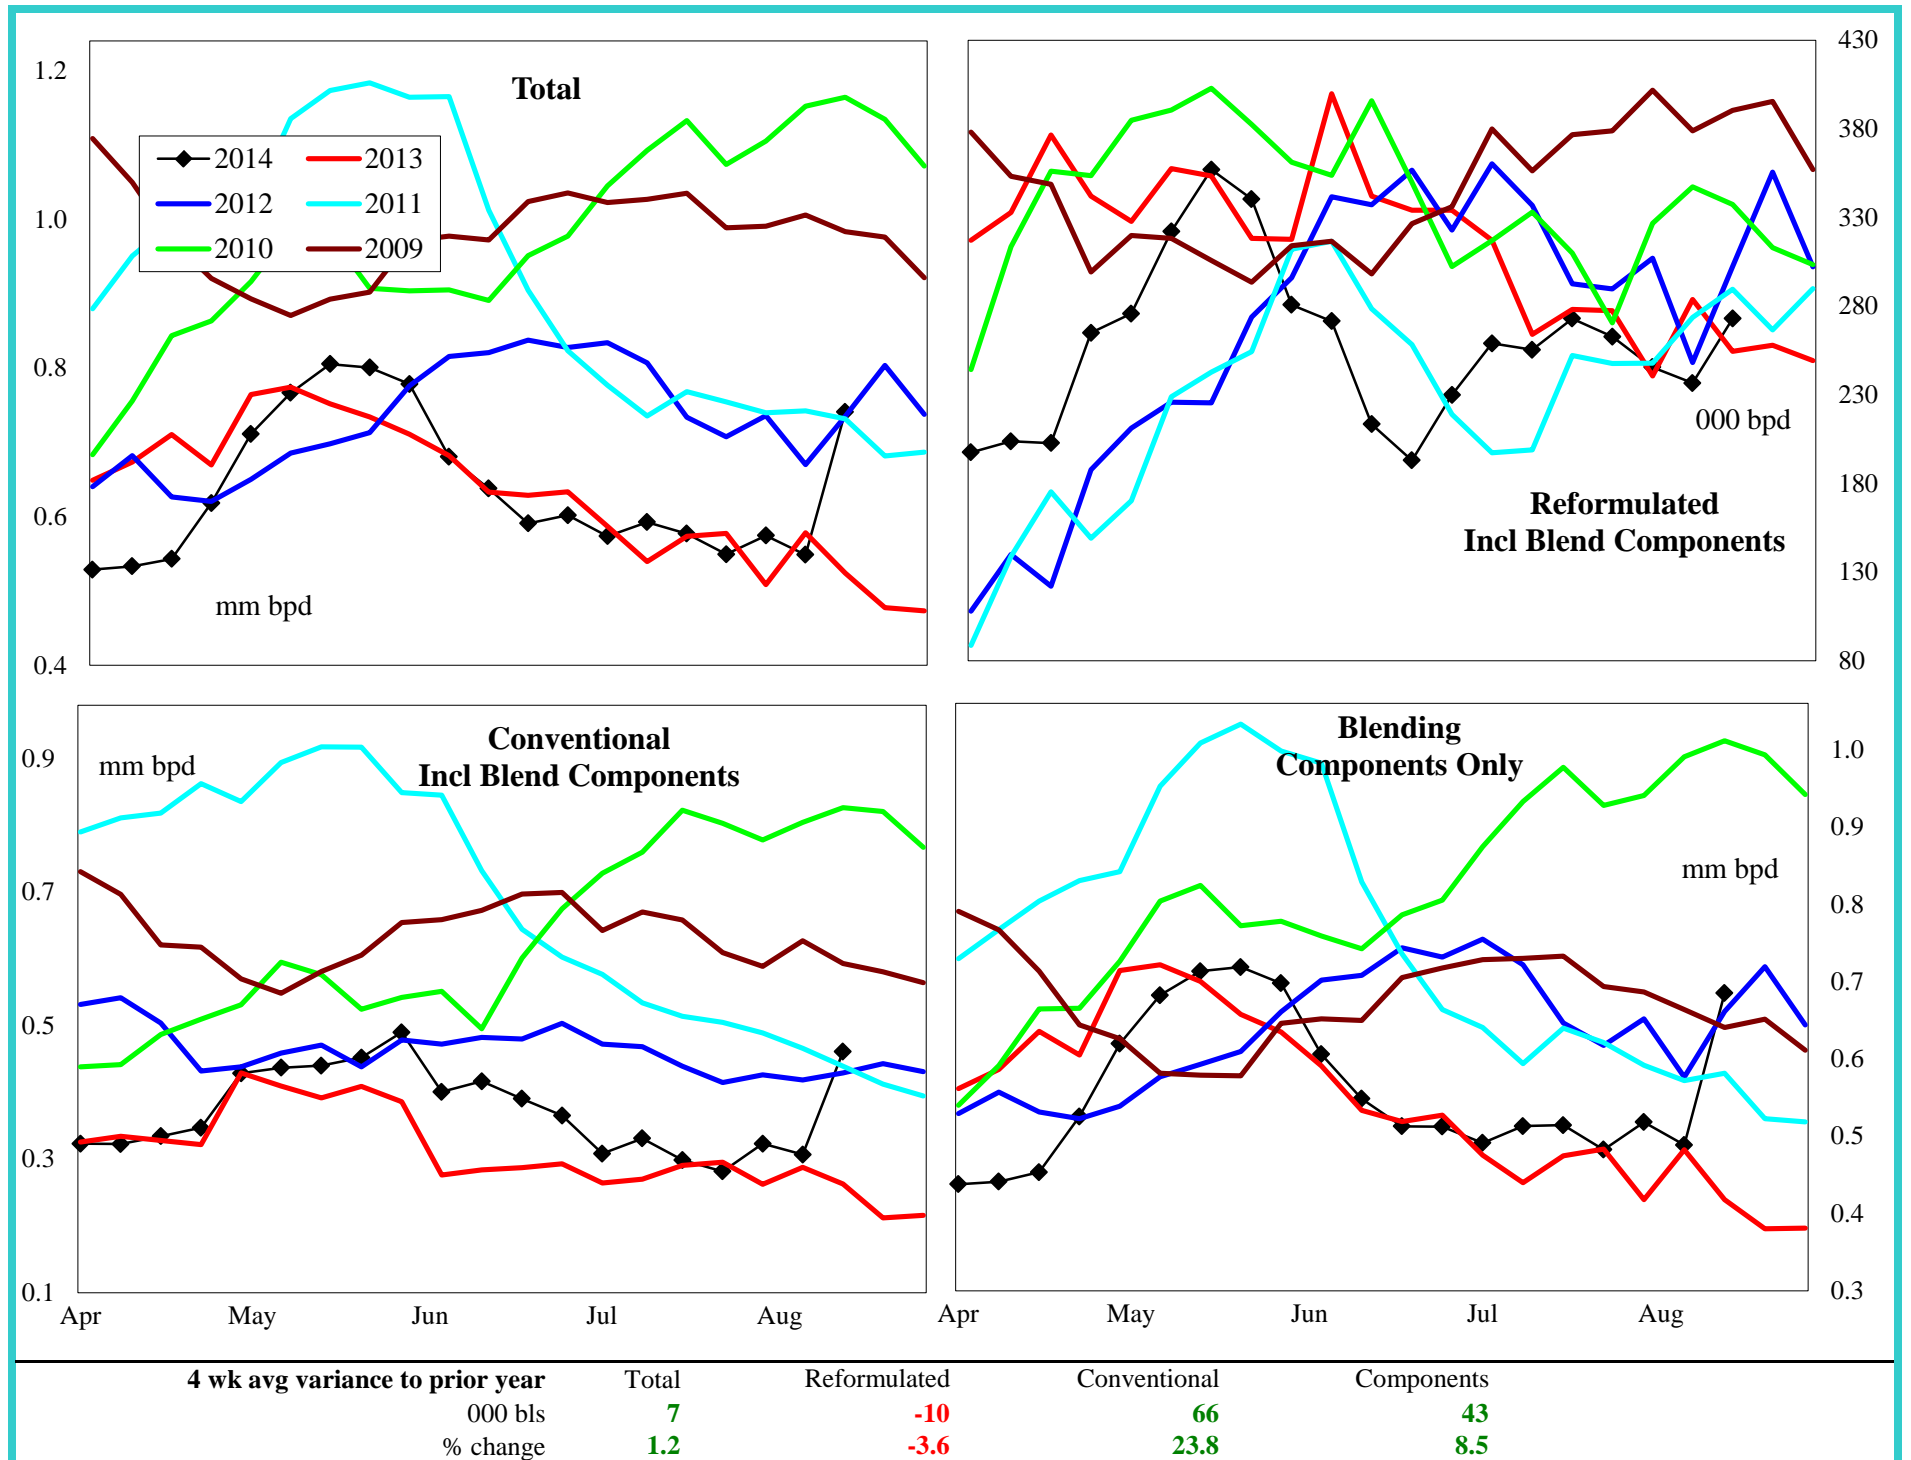 Total
1.2
1.0
0.8
0.6
0.4
2014 2013
2012 2011
2010 2009
mm bpd
430
380
330
280
230
180
130
80
000 bpd
Reformulated
Incl Blend Components
Conventional
Incl Blend Components
mm bpd
0.9
0.7
0.5
0.3
0.1
Apr May Jun Jul Aug
Blending
Components Only
mm bpd
1.0
0.9
0.8
0.7
0.6
0.5
0.4
0.3
Apr May Jun Jul Aug
4 wk avg variance to prior year Total Reformulated Conventional Components
000 bls 7 -10 66 43
% change 1.2 -3.6 23.8 8.5